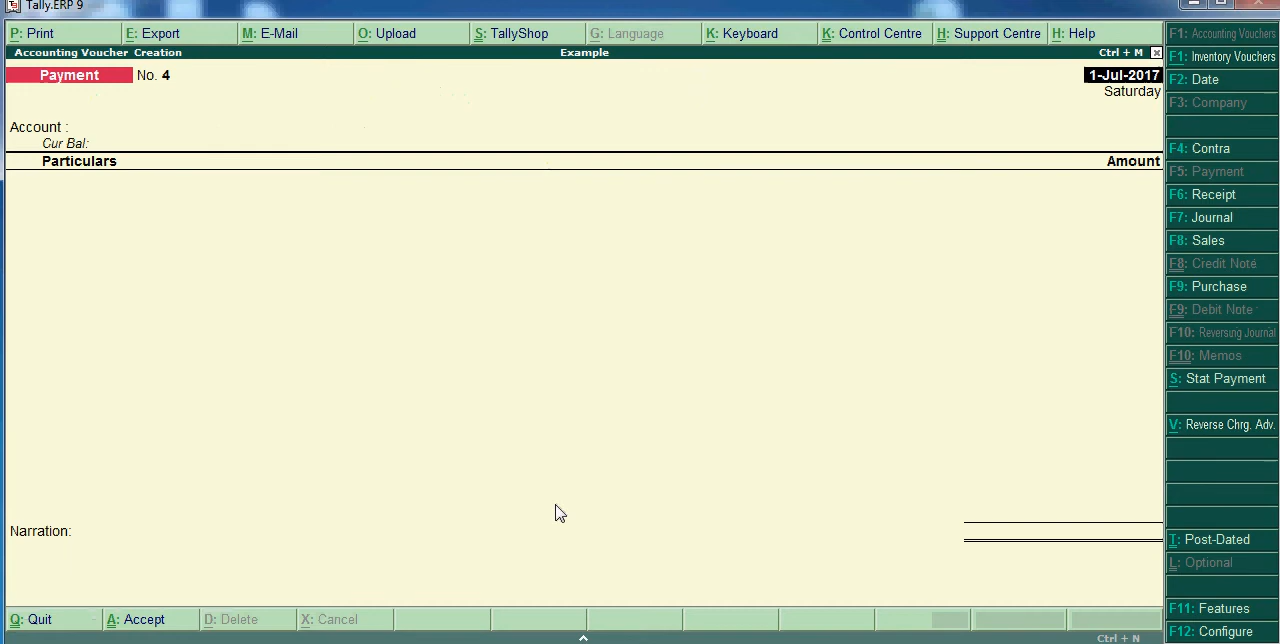 Tally.ERP 9
P: Print E: Export M: E-Mail O: Upload S: TallyShop G: Language K: Keyboard K: Control Centre H: Support Centre H: Help
Accounting Voucher Creation Example Ctrl + M
Payment No. 4 1-Jul-2017
Saturday
Account :
Cur Bal:
Particulars Amount
Narration:
Q: Quit A: Accept D: Delete X: Cancel
Ctrl + N
F1: Accounting Vouchers
F1: Inventory Vouchers
F2: Date
F3: Company
F4: Contra
F5: Payment
F6: Receipt
F7: Journal
F8: Sales
F8: Credit Note
F9: Purchase
F9: Debit Note
F10: Reversing Journal
F10: Memos
S: Stat Payment
V: Reverse Chrg. Adv.
T: Post-Dated
L: Optional
F11: Features
F12: Configure